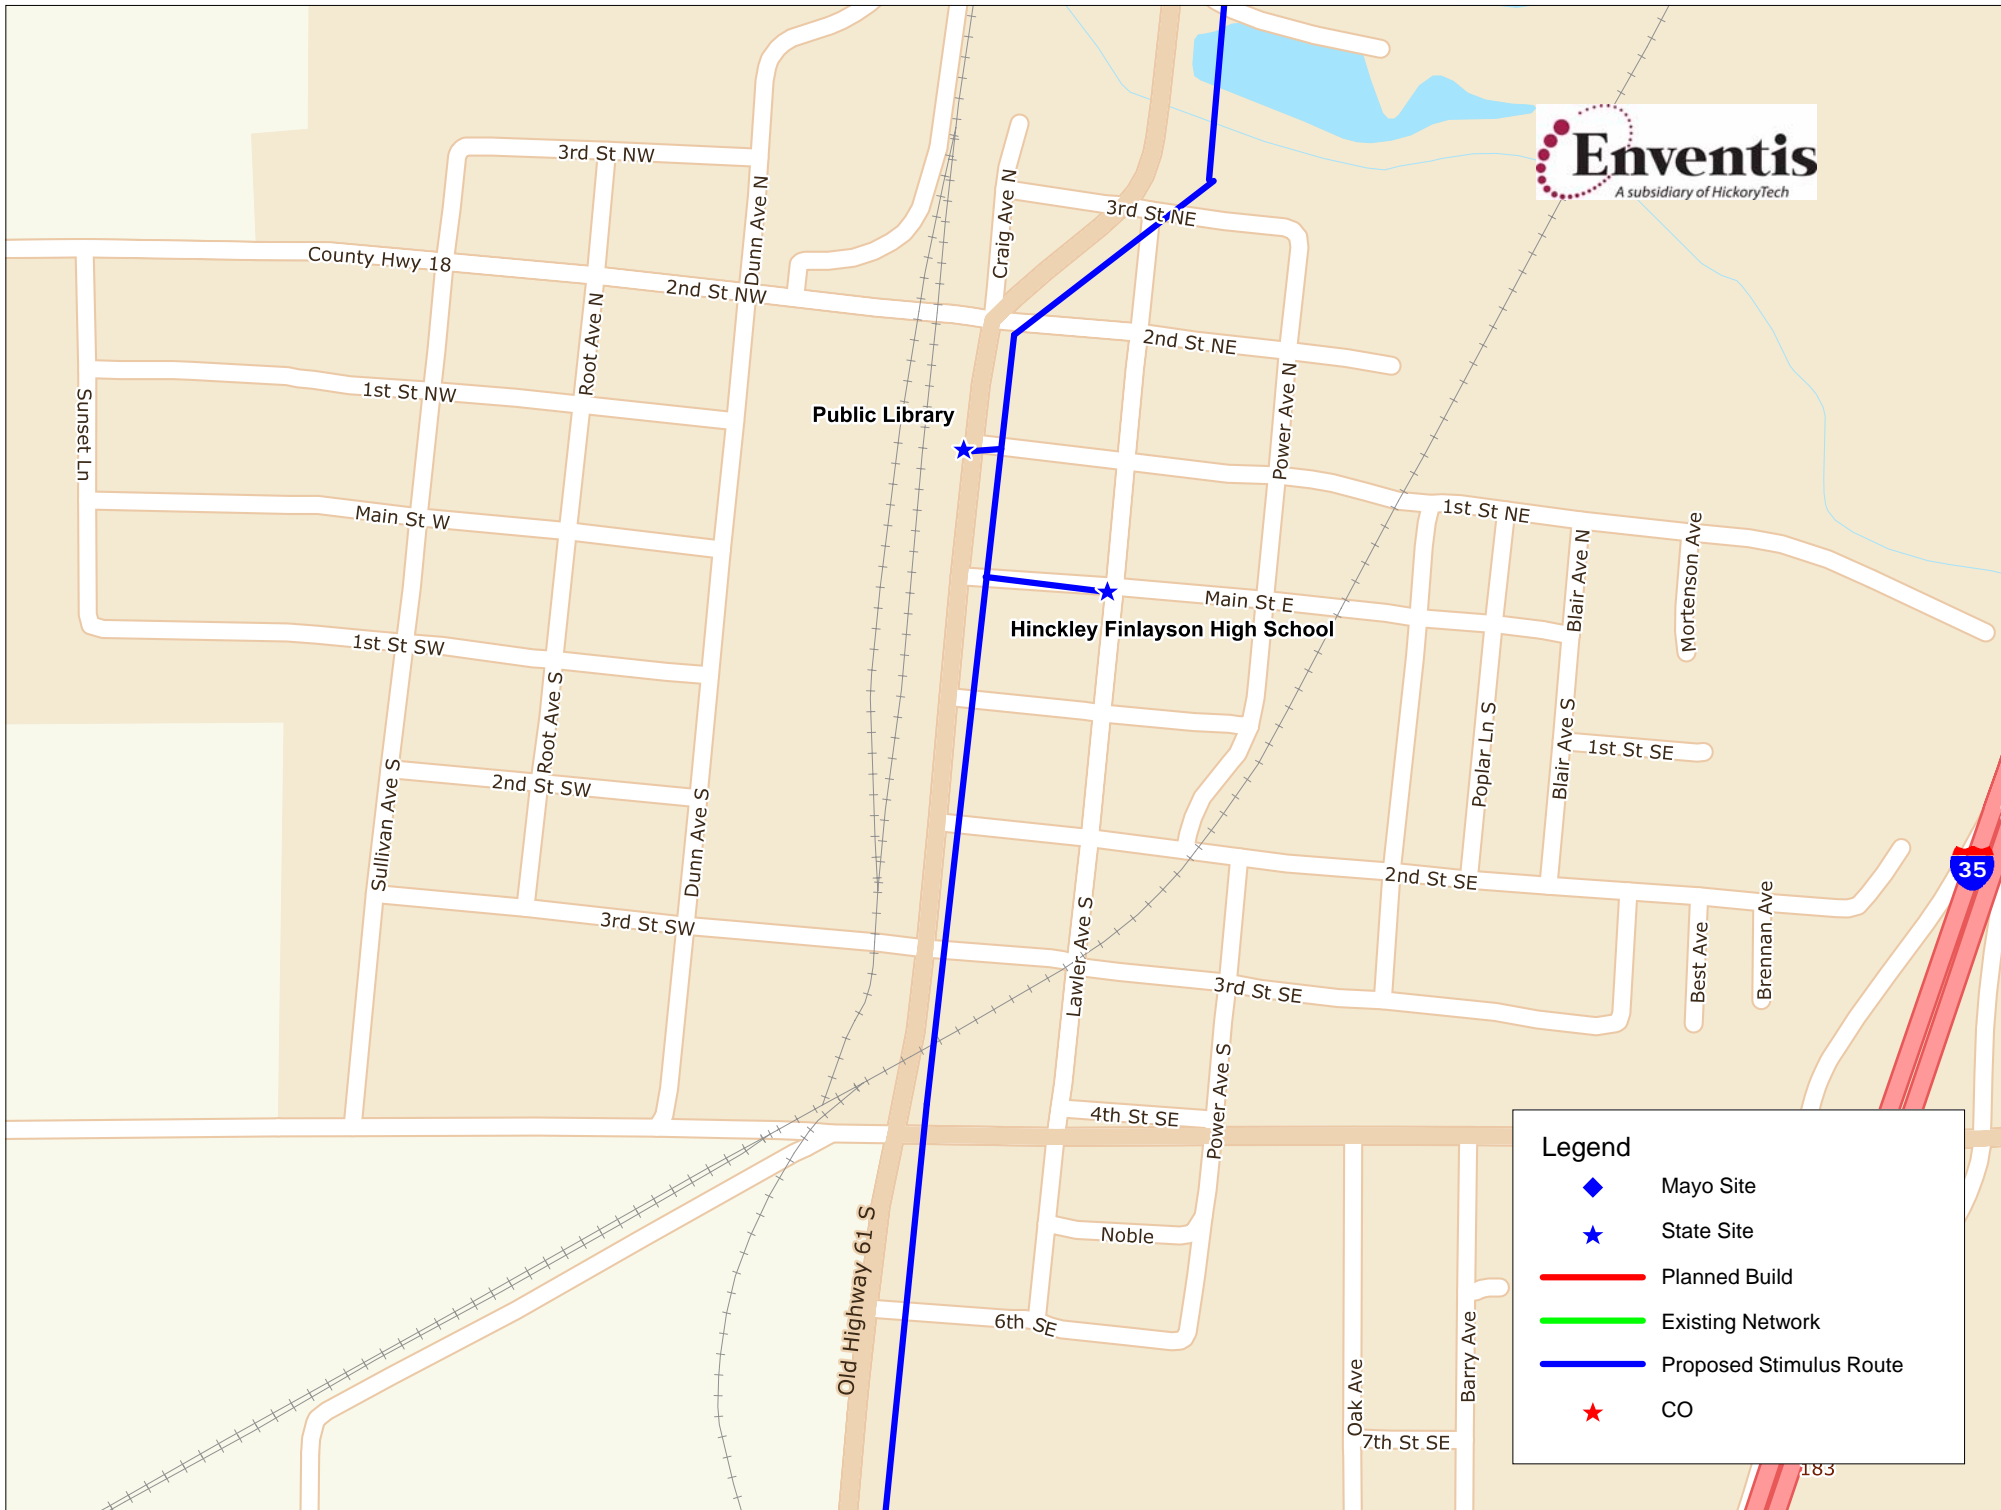 3rd St NW
Dunn Ave N
Craig Ave N
3rd St NE
Enventis
A subsidiary of HickoryTech
County Hwy 18
2nd St NW
Root Ave N
2nd St NE
1st St NW
Sunset Ln
Public Library
Power Ave N
1st St NE
Main St W
Blair Ave N
Mortenson Ave
Main St E
Hinckley Finlayson High School
1st St SW
Root Ave S
Poplar Ln S
Blair Ave S
1st St SE
2nd St SW
Sullivan Ave S
Dunn Ave S
2nd St SE
35
3rd St SW
Lawler Ave S
Best Ave
Brennan Ave
3rd St SE
Power Ave S
4th St SE
Old Highway 61 S
Noble
6th SE
Oak Ave
Barry Ave
7th St SE
183
Legend
Mayo Site
State Site
Planned Build
Existing Network
Proposed Stimulus Route
CO